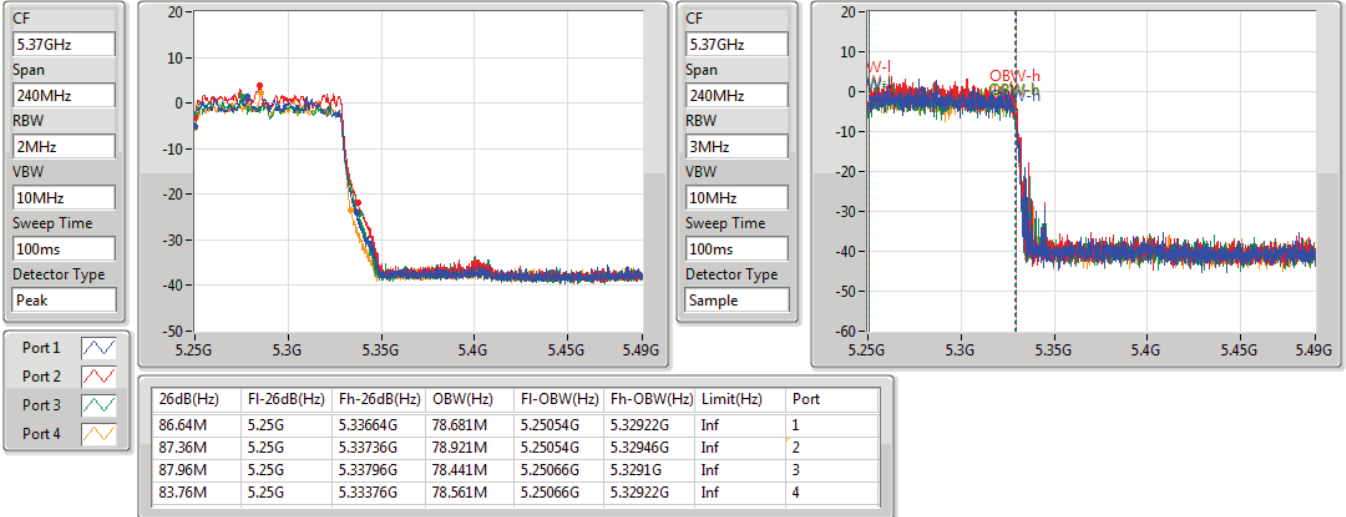 CF
5.37GHz
Span
240MHz
RBW
2MHz
VBW
10MHz
Sweep Time
100ms
Detector Type
Peak
20
10
0
-10
-20
-30
-40
-50
5.25G 5.3G 5.35G 5.4G 5.45G 5.49G
CF
5.37GHz
Span
240MHz
RBW
3MHz
VBW
10MHz
Sweep Time
100ms
Detector Type
Sample
20
10
0
-10
-20
-30
-40
-50
-60
W-l
OBW-h
5.25G 5.3G 5.35G 5.4G 5.45G 5.49G
Port 1
Port 2
Port 3
Port 4
26dB(Hz) Fl-26dB(Hz) Fh-26dB(Hz) OBW(Hz) Fl-OBW(Hz) Fh-OBW(Hz) Limit(Hz) Port
86.64M 5.25G 5.33664G 78.681M 5.25054G 5.32922G Inf 1
87.36M 5.25G 5.33736G 78.921M 5.25054G 5.32946G Inf 2
87.96M 5.25G 5.33796G 78.441M 5.25066G 5.3291G Inf 3
83.76M 5.25G 5.33376G 78.561M 5.25066G 5.32922G Inf 4